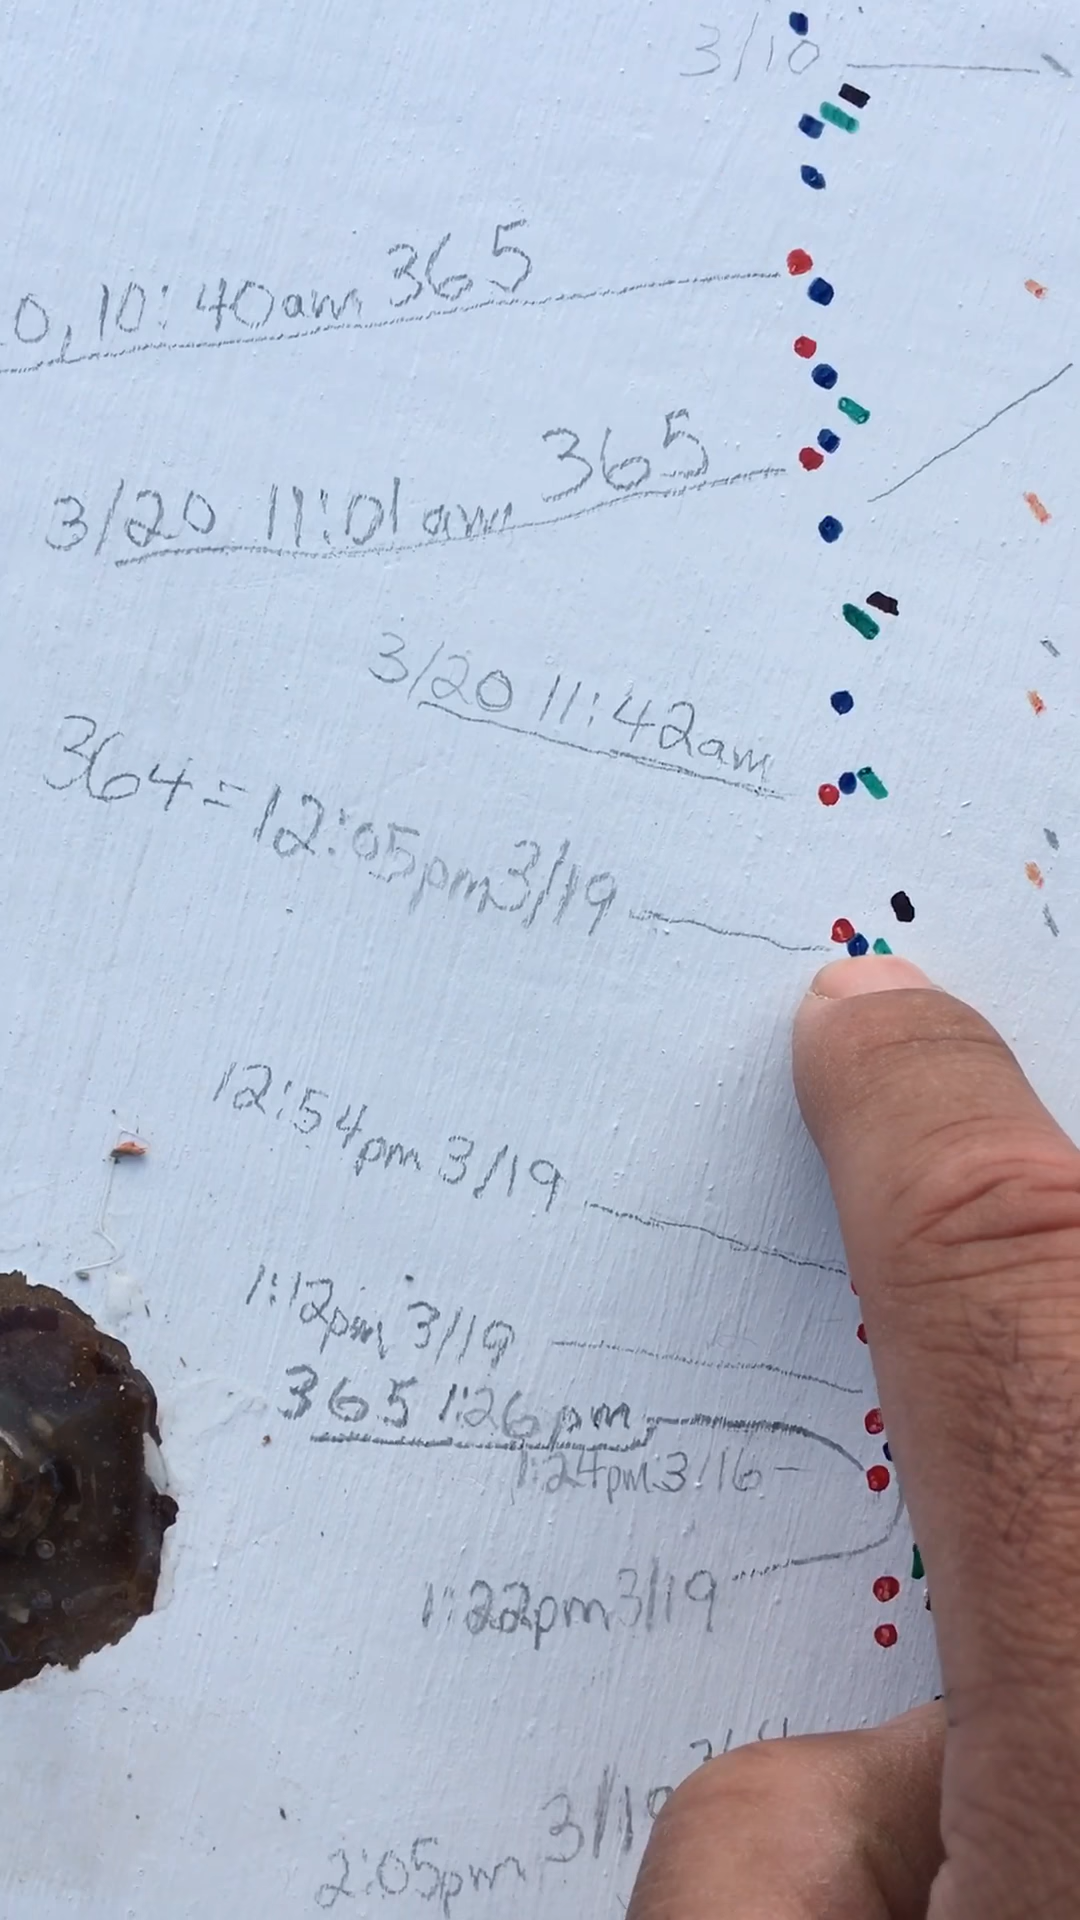 3/10
0, 10:40am 365
3/20 11:01am 365
3/20 11:42am
364=12:05pm 3/19
12:54pm 3/19
1:12pm 3/19
365 1:26pm
1:24pm 3/16
1:22pm 3/19
3/19
2:05pm